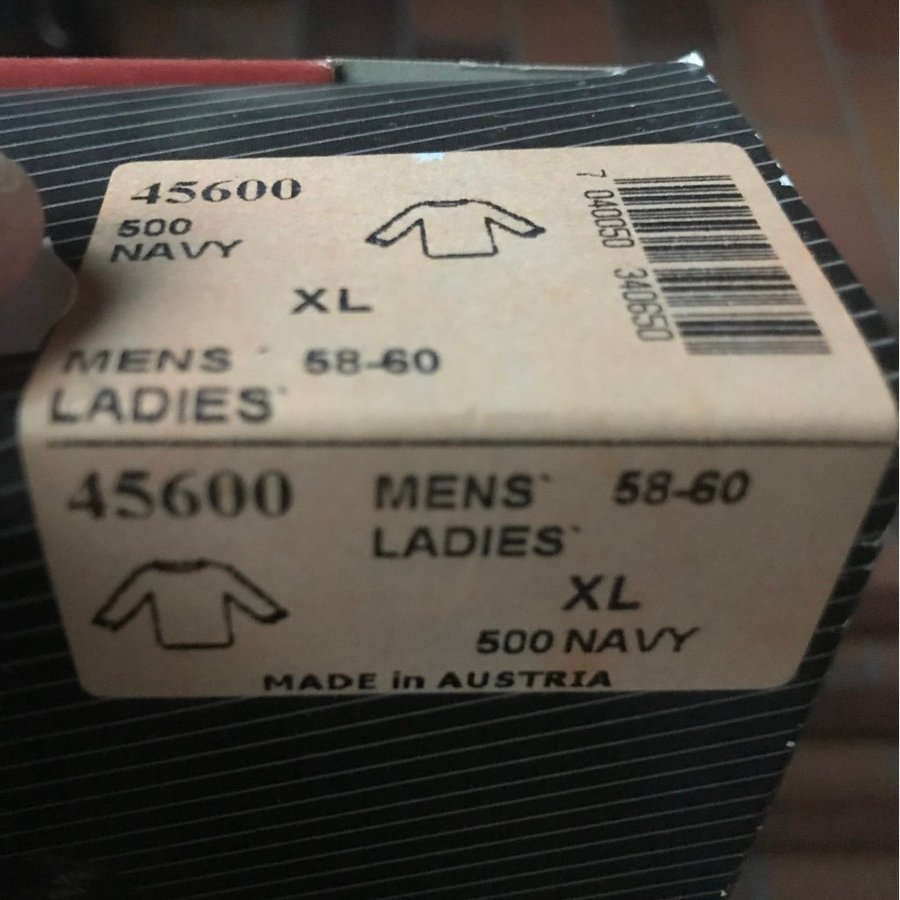 45600
500
NAVY
XL
MENS` 58-60
LADIES`
7 040050 340650
45600 MENS` 58-60
LADIES`
XL
500 NAVY
MADE in AUSTRIA